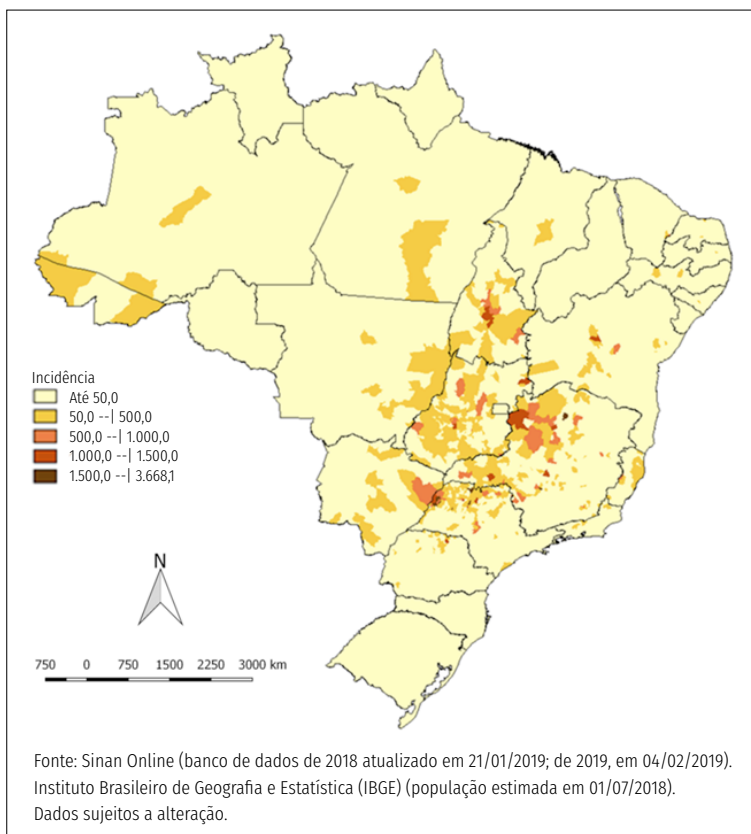 Incidência
Até 50,0
50,0 --| 500,0
500,0 --| 1.000,0
1.000,0 --| 1.500,0
1.500,0 --| 3.668,1
N
750 0 750 1500 2250 3000 km
Fonte: Sinan Online (banco de dados de 2018 atualizado em 21/01/2019; de 2019, em 04/02/2019).
Instituto Brasileiro de Geografia e Estatística (IBGE) (população estimada em 01/07/2018).
Dados sujeitos a alteração.